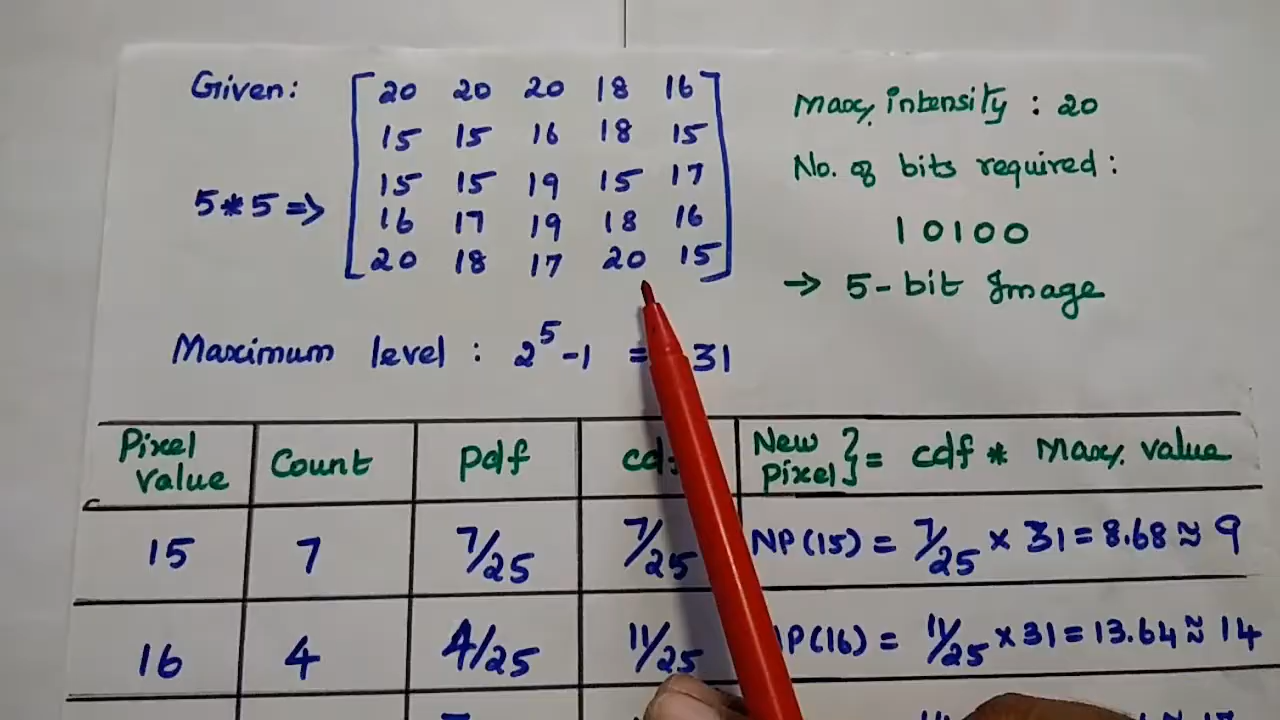 Given:
20 20 20 18 16
15 15 16 18 15
5*5 =>
15 15 19 15 17
16 17 19 18 16
20 18 17 20 15
Max. intensity : 20
No. of bits required :
10100
→ 5-bit Image
Maximum level : 2⁵-1 = 31
Pixel value
Count
pdf
New pixel } = cdf * Max. value
15 7 7/25 7/25 NP(15) = 7/25 × 31 = 8.68 ≈ 9
16 4 4/25 11/25 P(16) = 11/25 × 31 = 13.64 ≈ 14